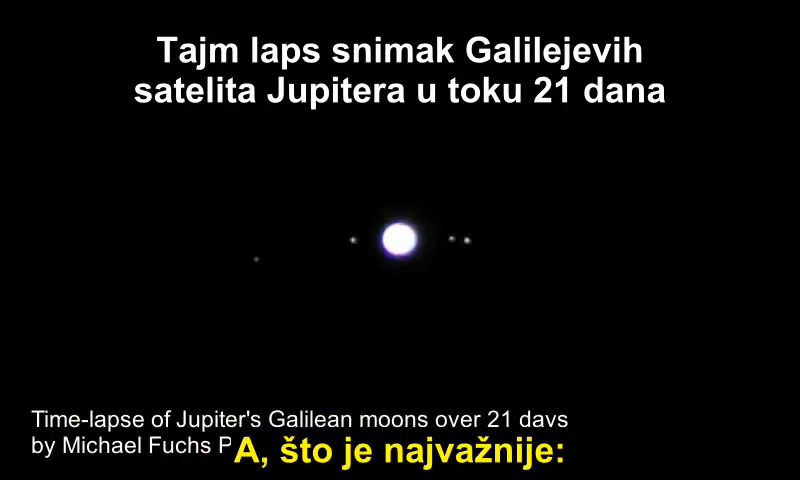 Tajm laps snimak Galilejevih
satelita Jupitera u toku 21 dana
Time-lapse of Jupiter's Galilean moons over 21 days
by Michael Fuchs
A, što je najvažnije: